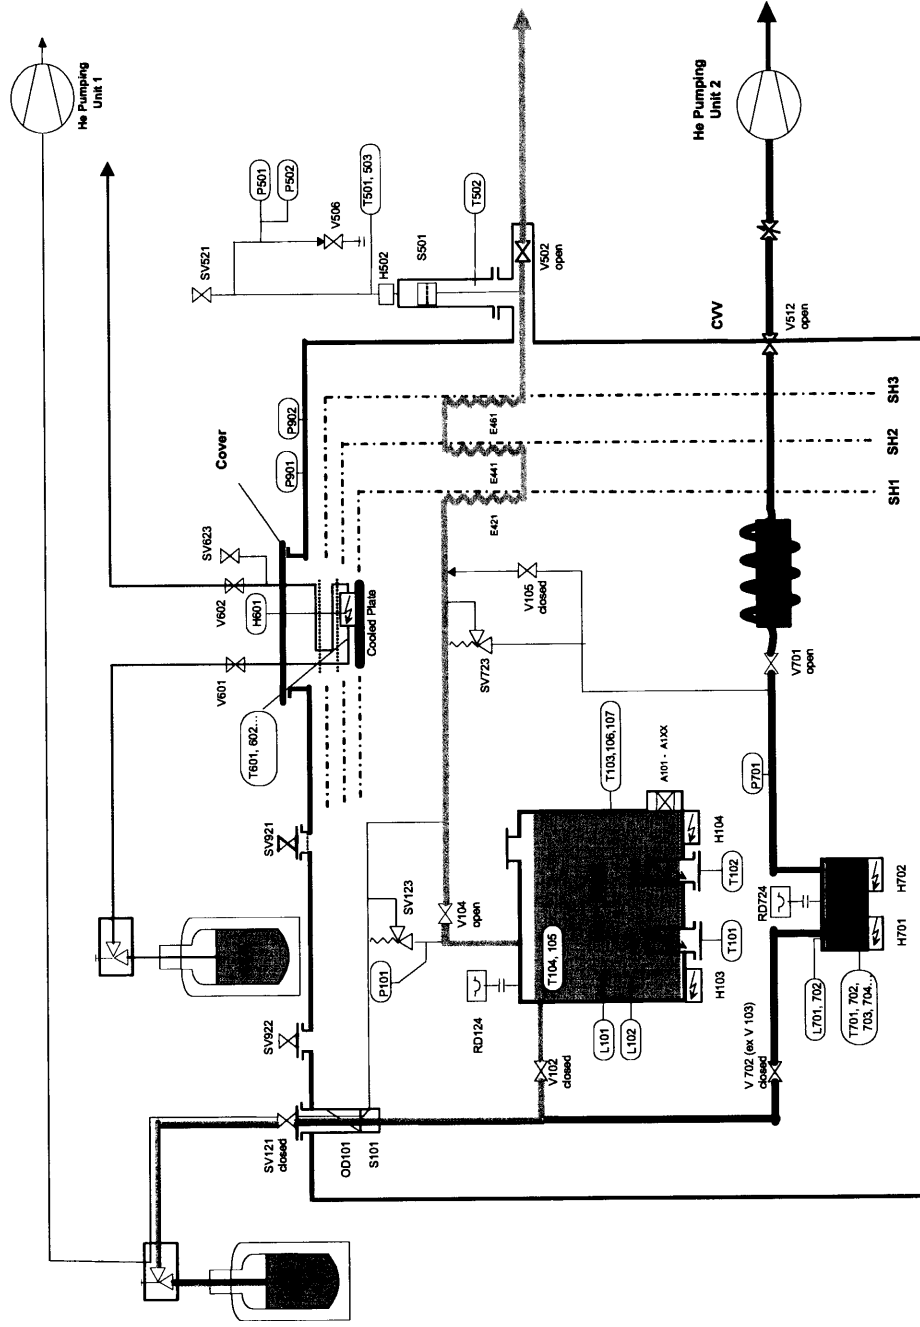 He Pumping
Unit 1
He Pumping
Unit 2
P501
P502
V506
T501, 503
SV521
H502
S501
T502
V502
open
CVV
V512
open
SH3
SH2
SH1
P902
P901
Cover
E461
E441
E421
SV623
V602
H601
V601
Cooled Plate
T601, 602...
V105
closed
SV723
V701
open
P701
T103,106,107
A101 - A1XX
SV921
SV123
V104
open
P101
RD124
T104, 105
H104
T102
T101
H103
L101
L102
RD724
H702
H701
L701, 702
T701, 702,
703, 704...
SV922
V102
closed
V 702 (ex V 103)
closed
SV121
closed
OD101
S101